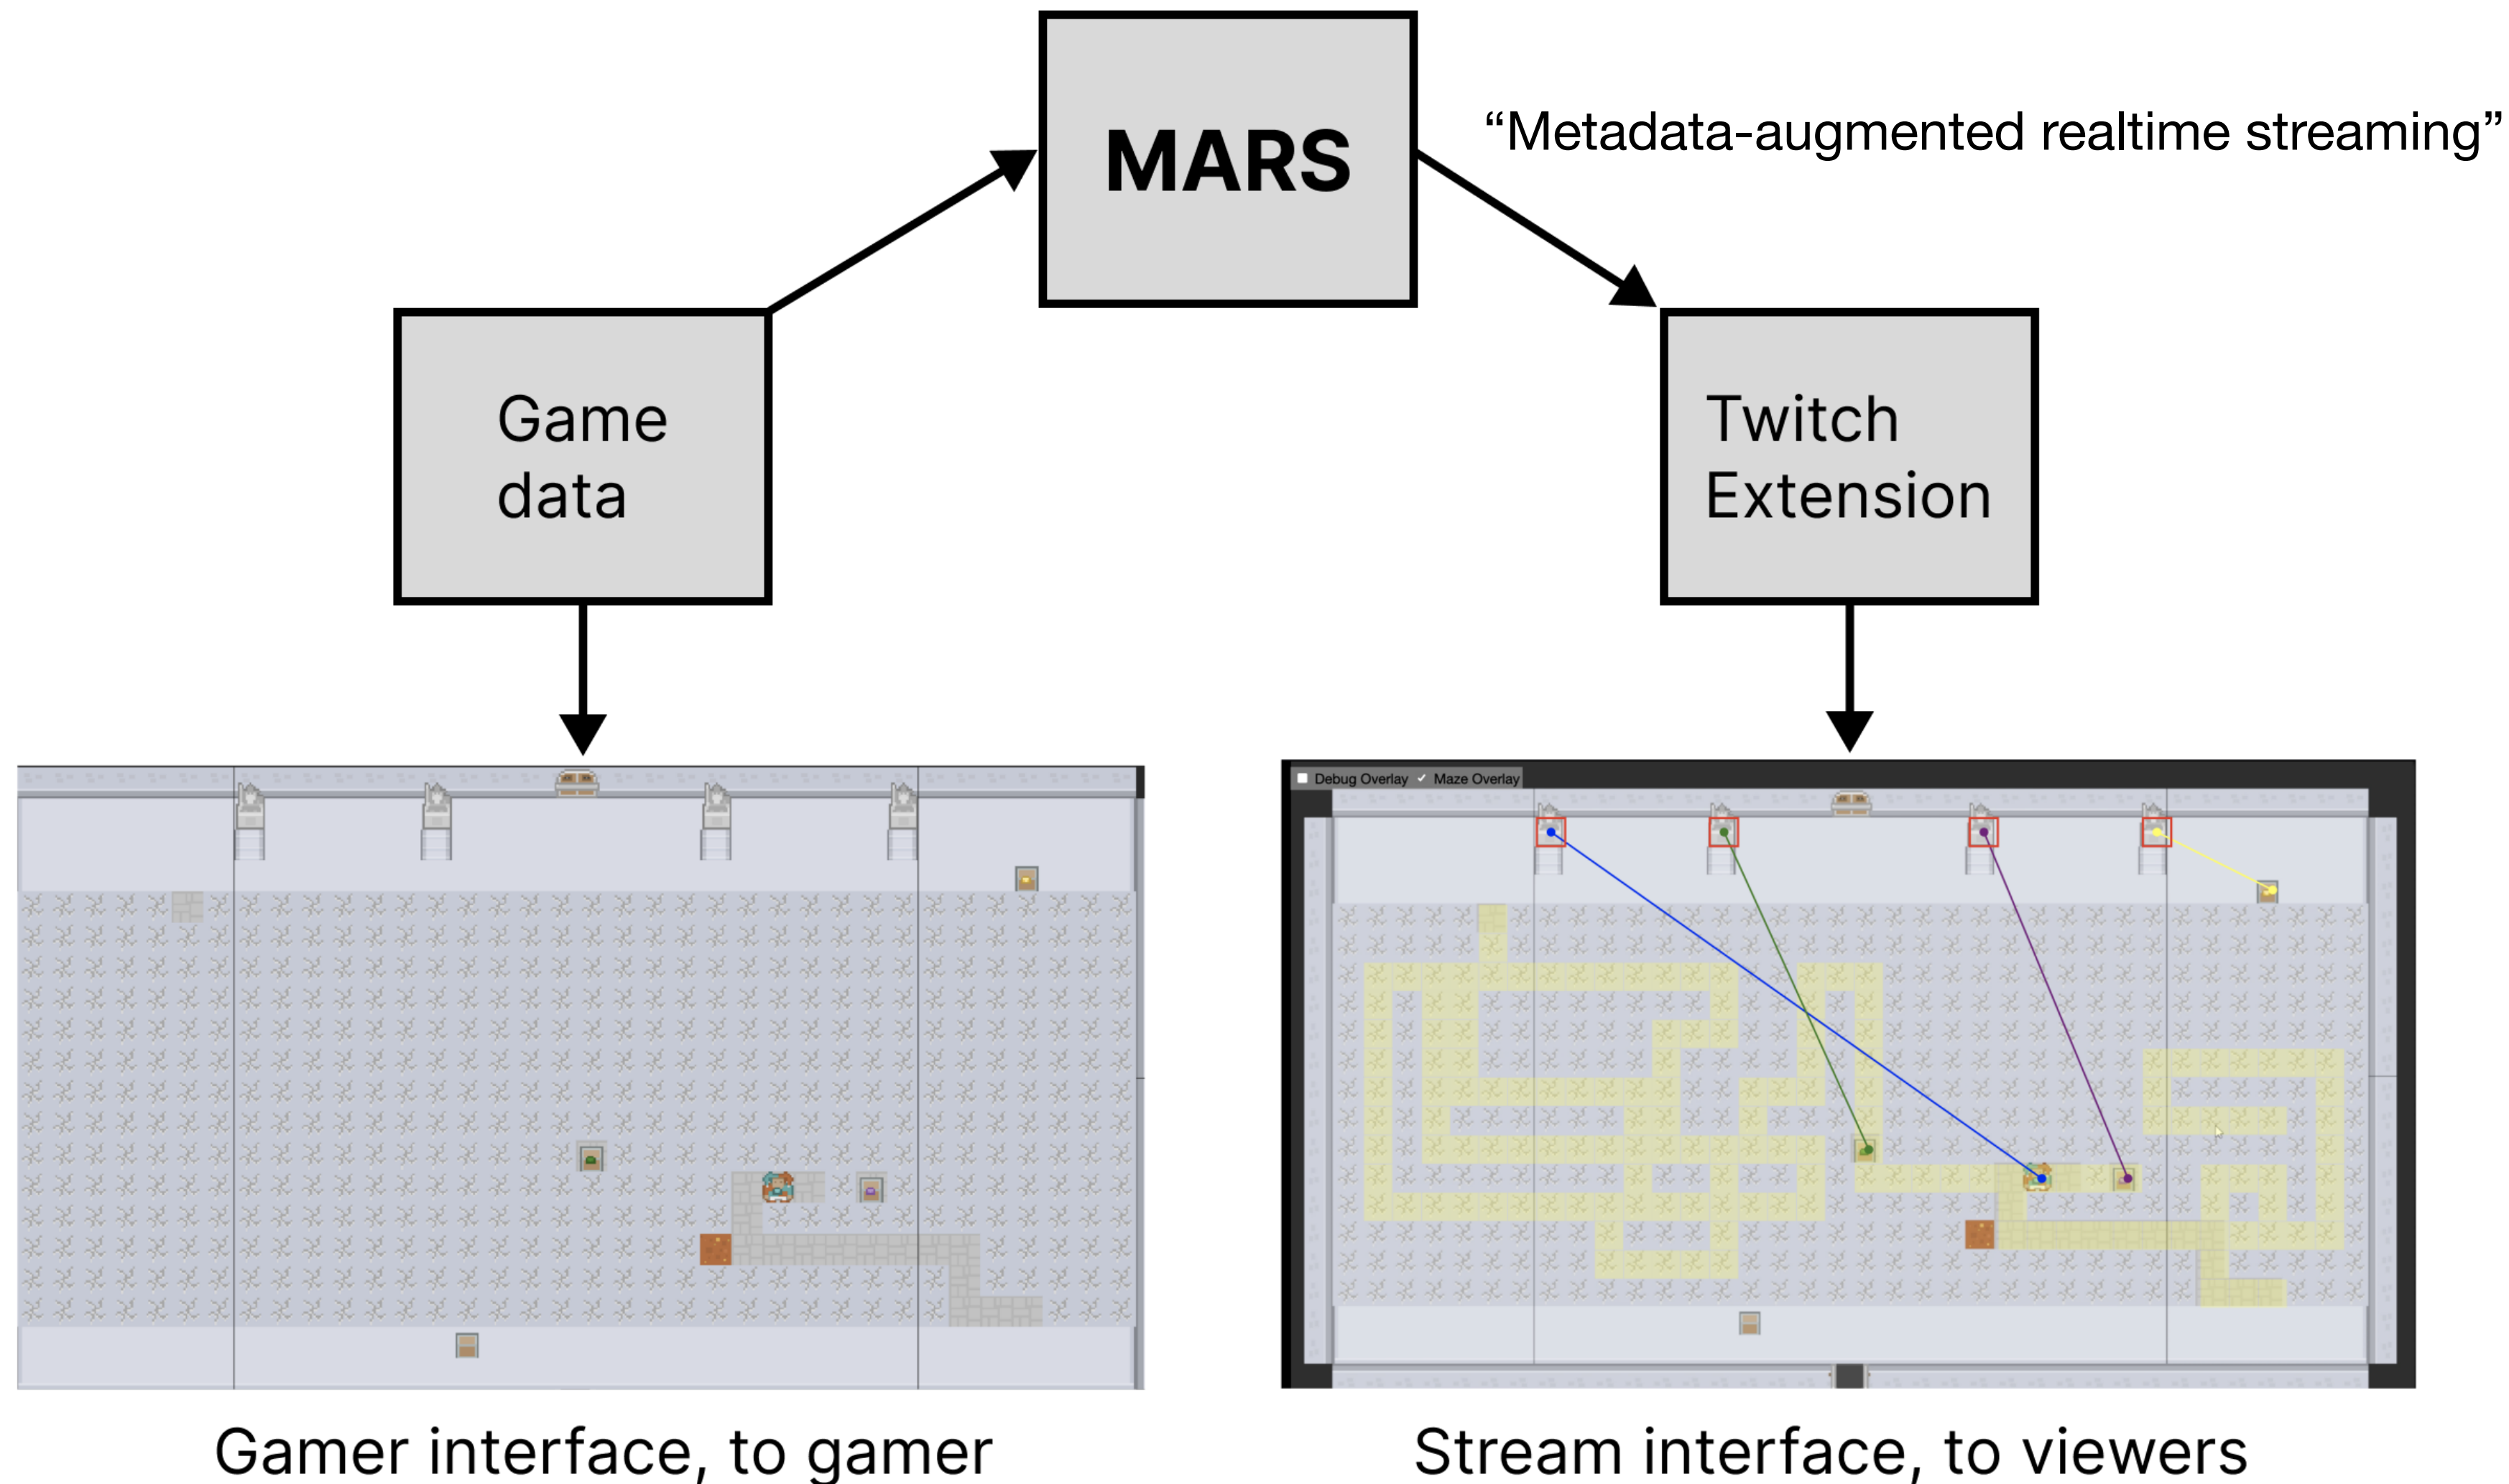 MARS
“Metadata-augmented realtime streaming”
Game
data
Twitch
Extension
Debug Overlay ✓ Maze Overlay
Gamer interface, to gamer
Stream interface, to viewers